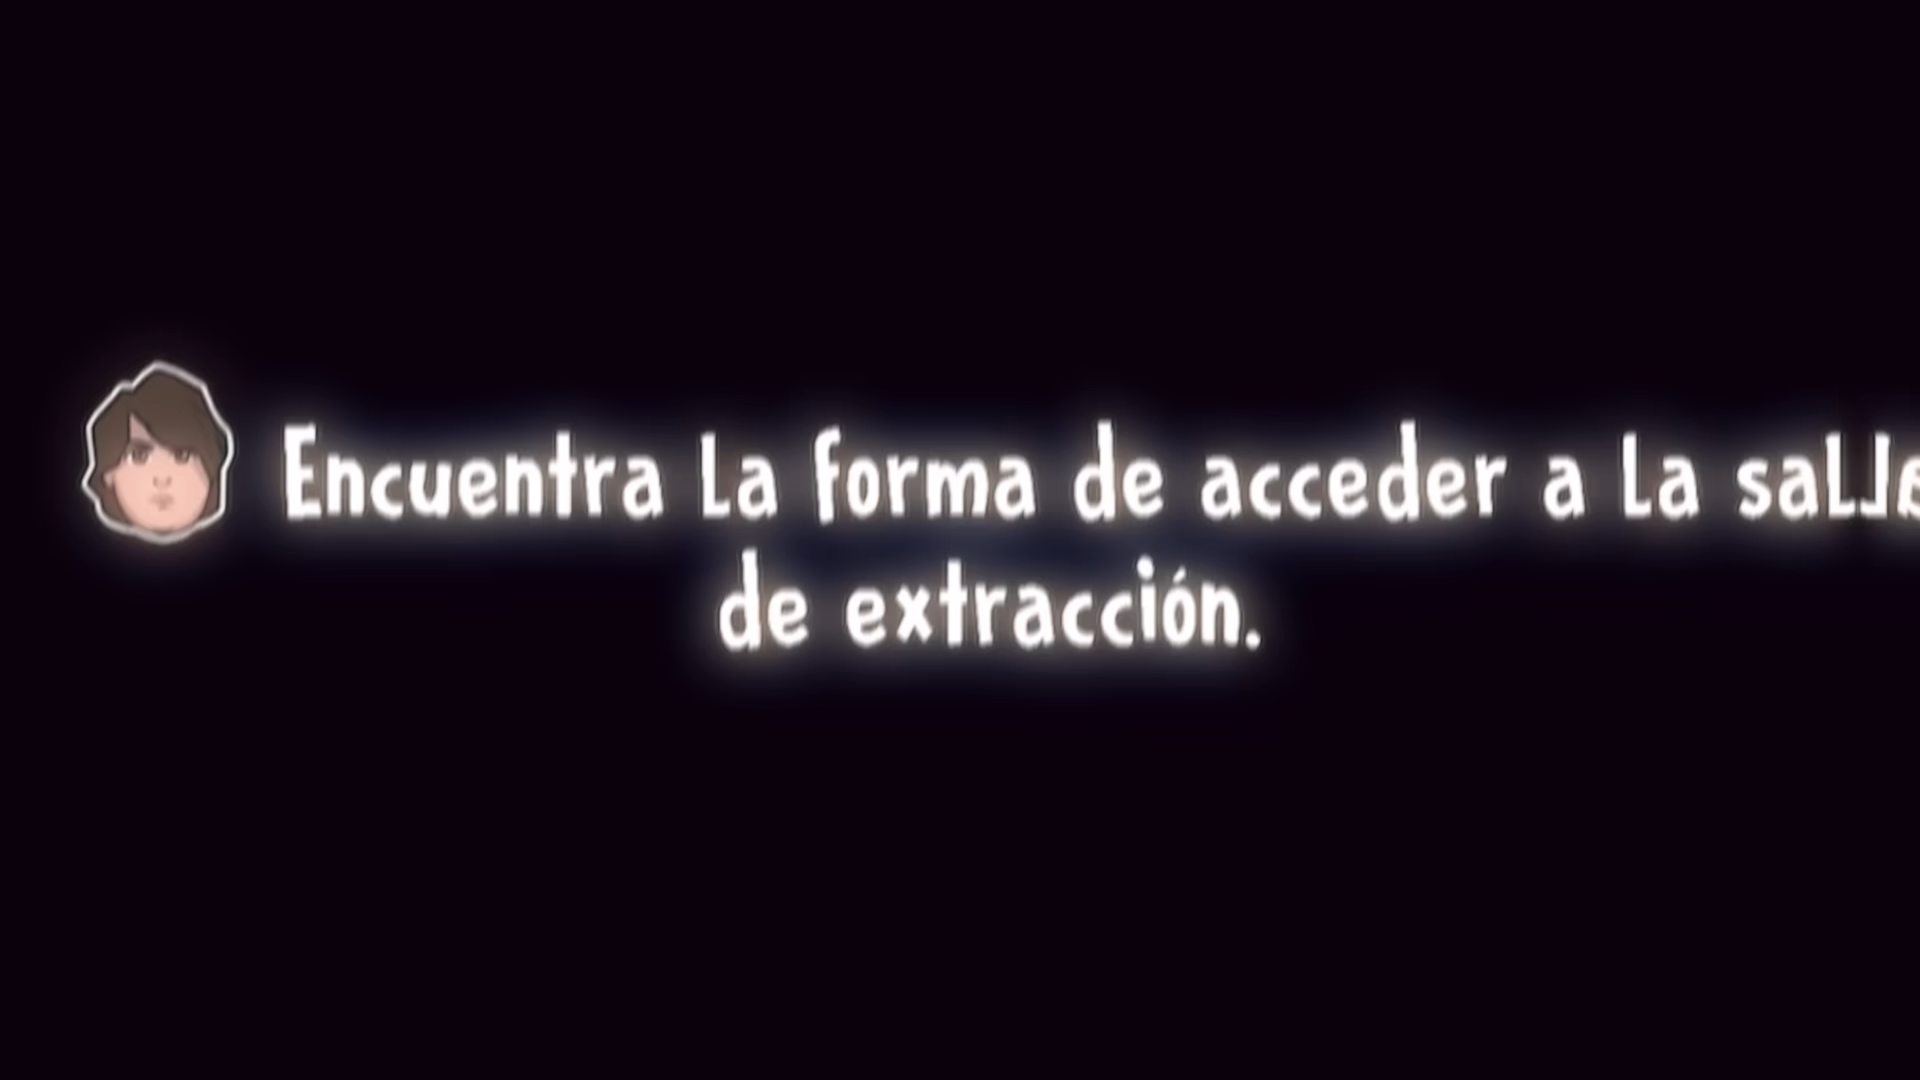 Encuentra la forma de acceder a la
de extracción.